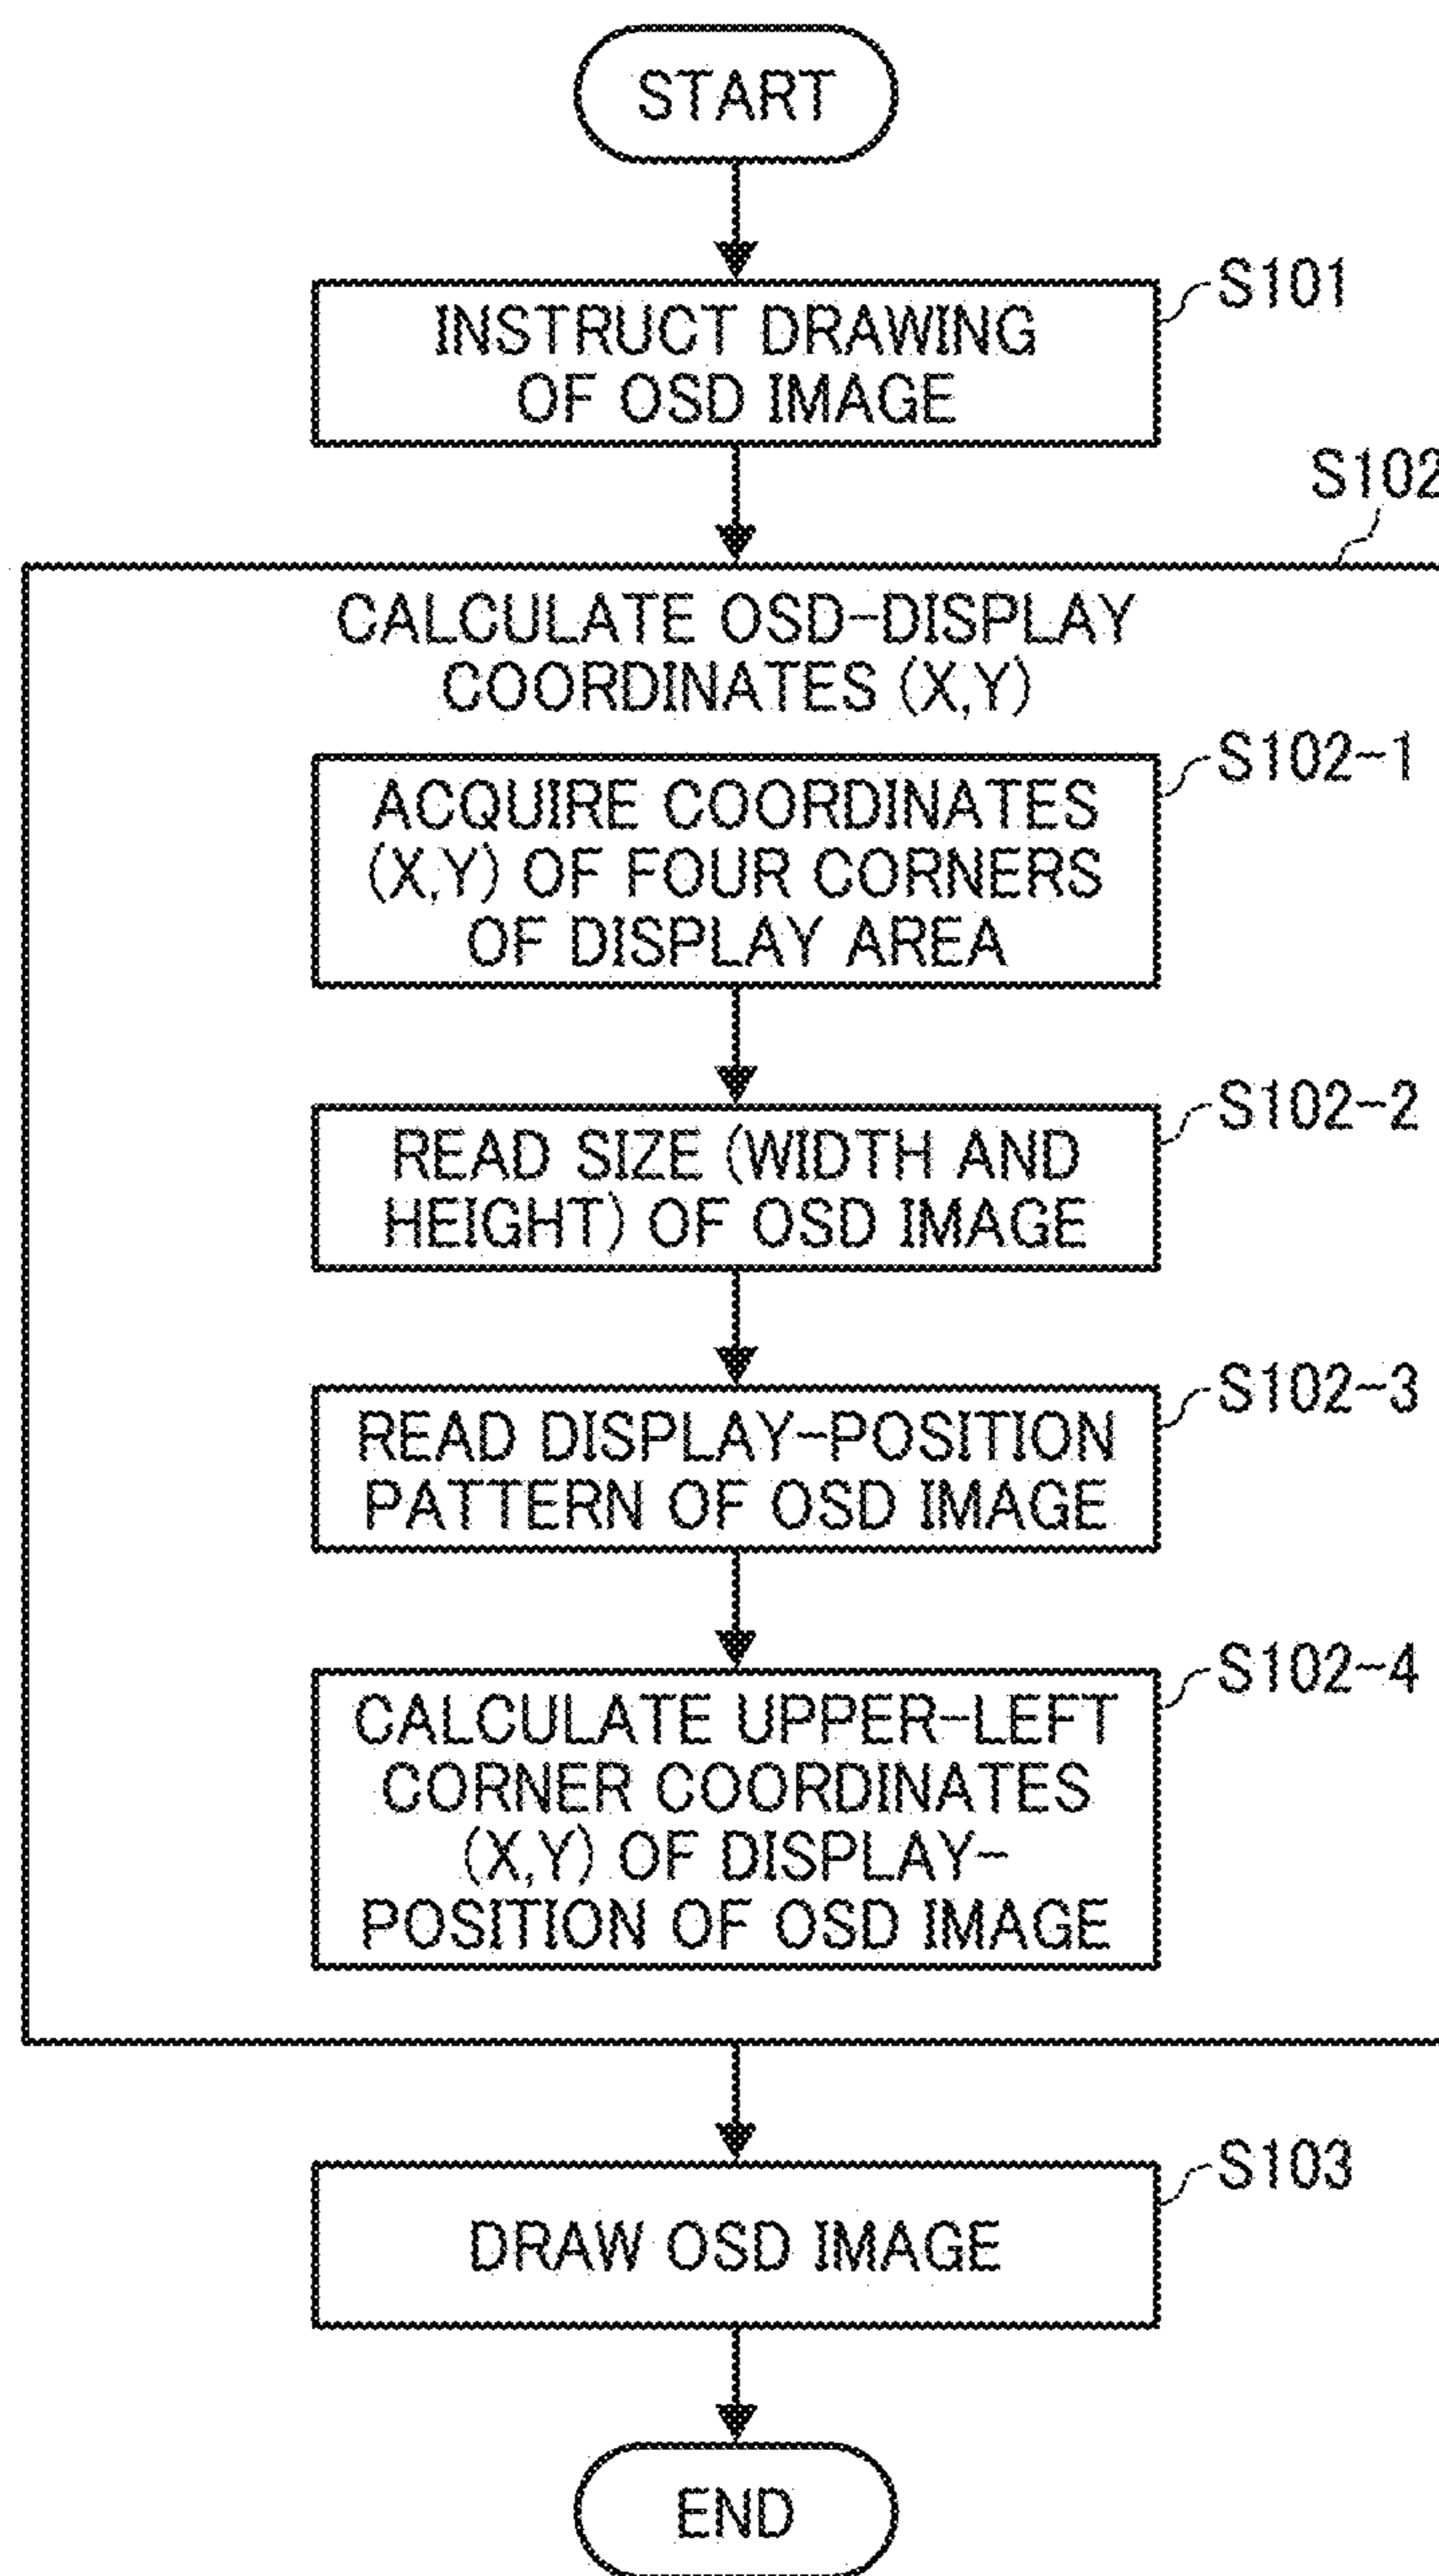 START
S101
INSTRUCT DRAWING
OF OSD IMAGE
S102
CALCULATE OSD-DISPLAY
COORDINATES (X,Y)
S102-1
ACQUIRE COORDINATES
(X,Y) OF FOUR CORNERS
OF DISPLAY AREA
S102-2
READ SIZE (WIDTH AND
HEIGHT) OF OSD IMAGE
S102-3
READ DISPLAY-POSITION
PATTERN OF OSD IMAGE
S102-4
CALCULATE UPPER-LEFT
CORNER COORDINATES
(X,Y) OF DISPLAY-
POSITION OF OSD IMAGE
S103
DRAW OSD IMAGE
END